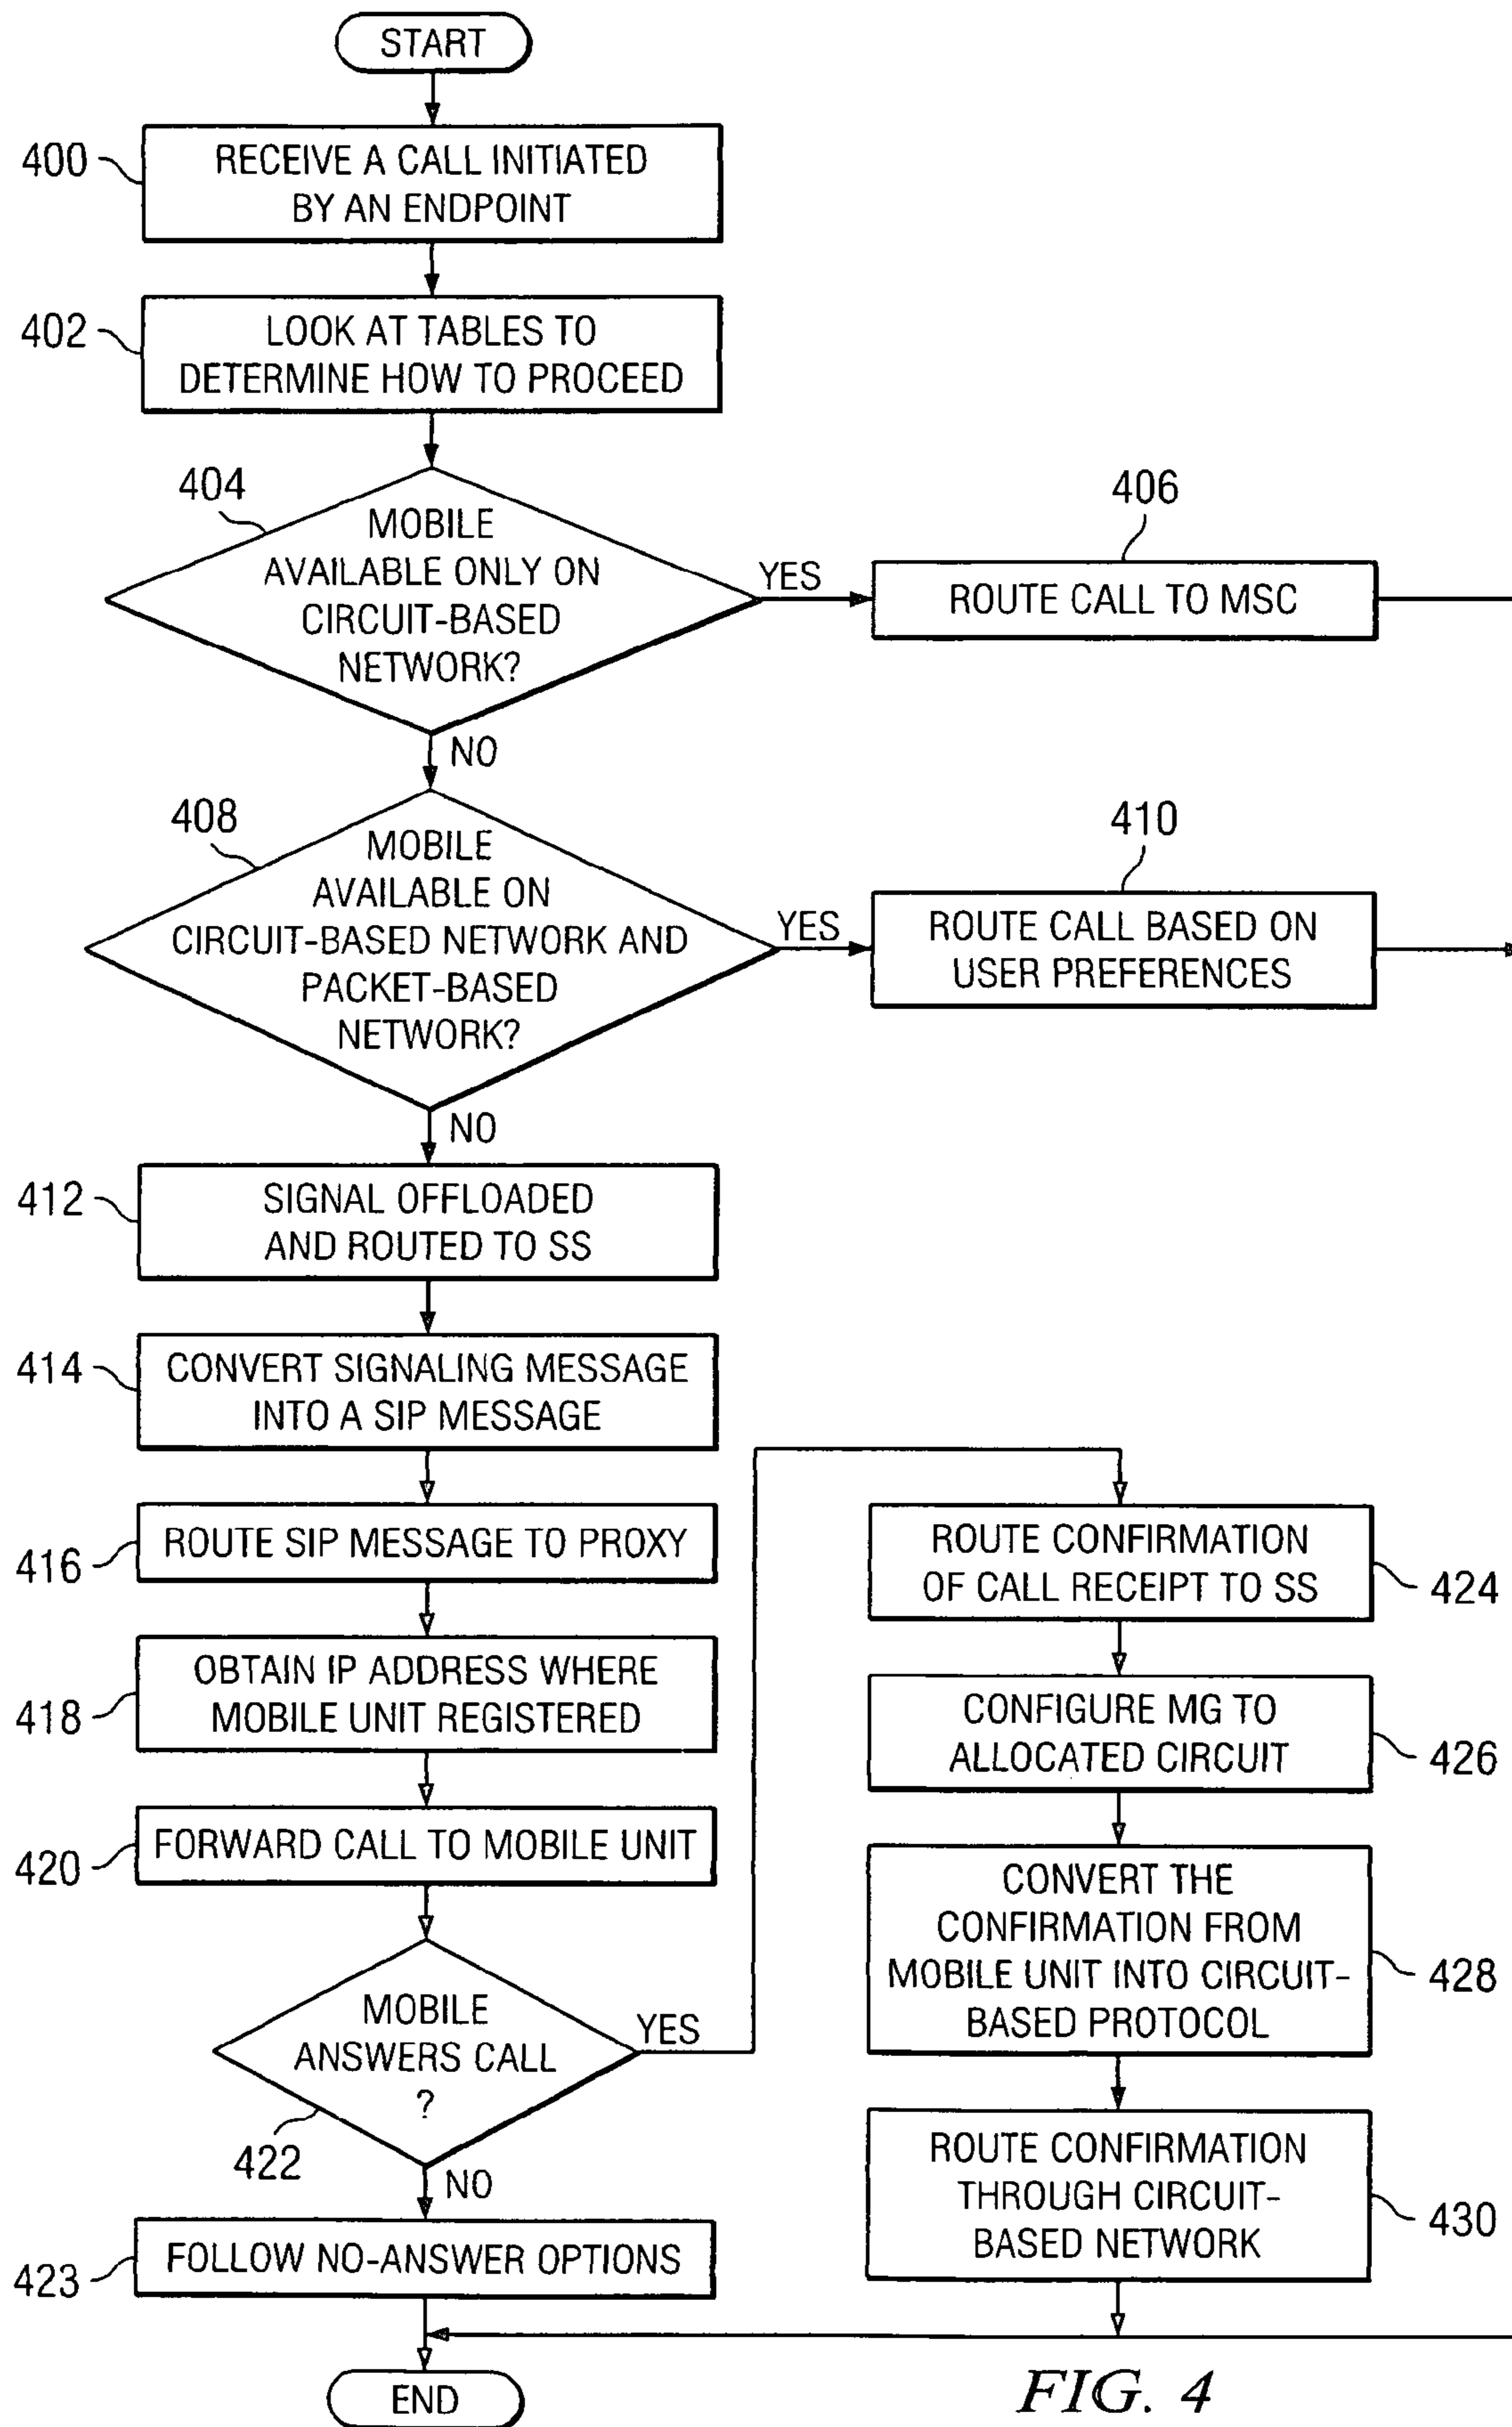 START
400
RECEIVE A CALL INITIATED
BY AN ENDPOINT
402
LOOK AT TABLES TO
DETERMINE HOW TO PROCEED
404
MOBILE
AVAILABLE ONLY ON
CIRCUIT-BASED
NETWORK?
YES
406
ROUTE CALL TO MSC
NO
408
MOBILE
AVAILABLE ON
CIRCUIT-BASED NETWORK AND
PACKET-BASED
NETWORK?
YES
410
ROUTE CALL BASED ON
USER PREFERENCES
NO
412
SIGNAL OFFLOADED
AND ROUTED TO SS
414
CONVERT SIGNALING MESSAGE
INTO A SIP MESSAGE
416
ROUTE SIP MESSAGE TO PROXY
418
OBTAIN IP ADDRESS WHERE
MOBILE UNIT REGISTERED
420
FORWARD CALL TO MOBILE UNIT
MOBILE
ANSWERS CALL
?
422
YES
NO
423
FOLLOW NO-ANSWER OPTIONS
ROUTE CONFIRMATION
OF CALL RECEIPT TO SS
424
CONFIGURE MG TO
ALLOCATED CIRCUIT
426
CONVERT THE
CONFIRMATION FROM
MOBILE UNIT INTO CIRCUIT-
BASED PROTOCOL
428
ROUTE CONFIRMATION
THROUGH CIRCUIT-
BASED NETWORK
430
END
FIG. 4